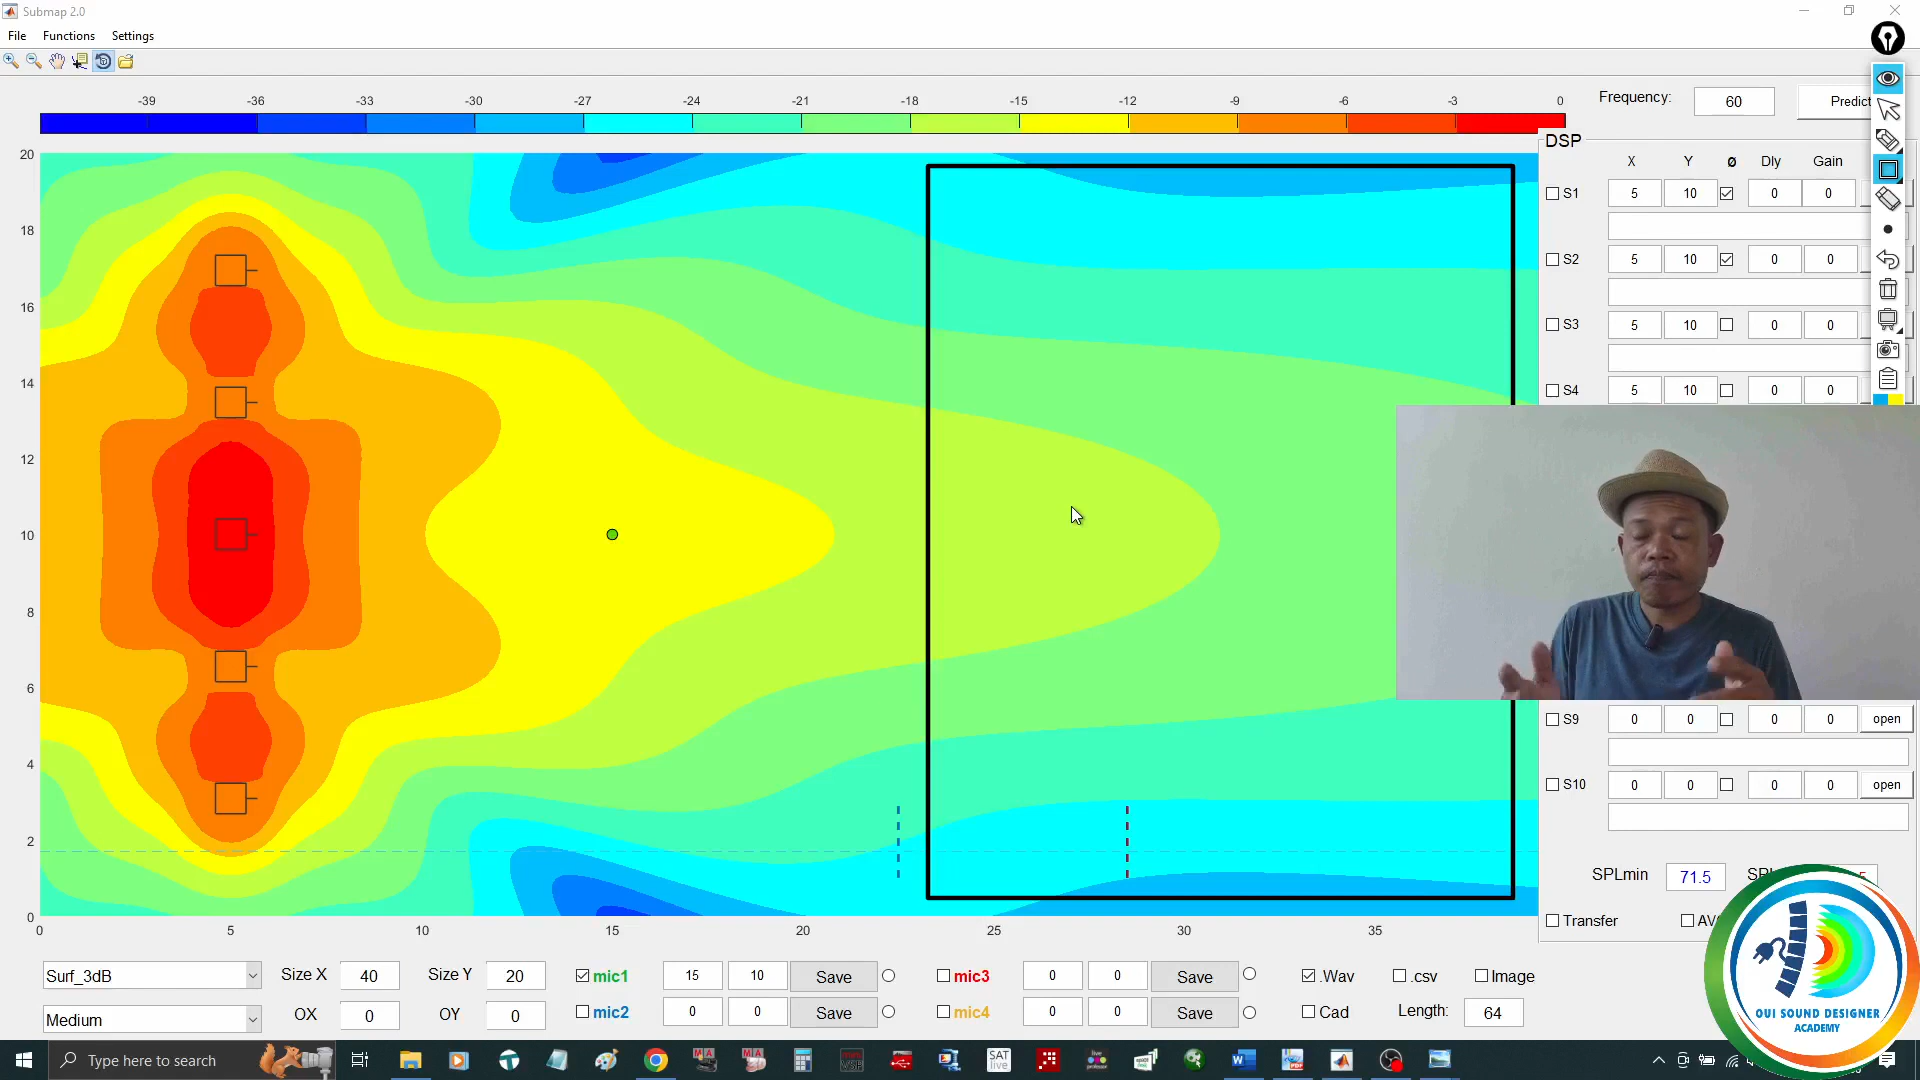 Submap 2.0
File Functions Settings
-39 -36 -33 -30 -27 -24 -21 -18 -15 -12 -9 -6 -3 0
Frequency: 60 Predict
DSP
X Y Ø Dly Gain
S1 5 10 0 0
S2 5 10 0 0
S3 5 10 0 0
S4 5 10 0 0
S9 0 0 0 0 open
S10 0 0 0 0 open
SPLmin 71.5
Transfer
20
18
16
14
12
10
8
6
4
2
0
0 5 10 15 20 25 30 35
Surf_3dB Size X 40 Size Y 20 mic1 15 10 Save mic3 0 0 Save .Wav .csv Image
Medium OX 0 OY 0 mic2 0 0 Save mic4 0 0 Save Cad Length: 64
OUI SOUND DESIGNER
ACADEMY
Type here to search
SAT
live